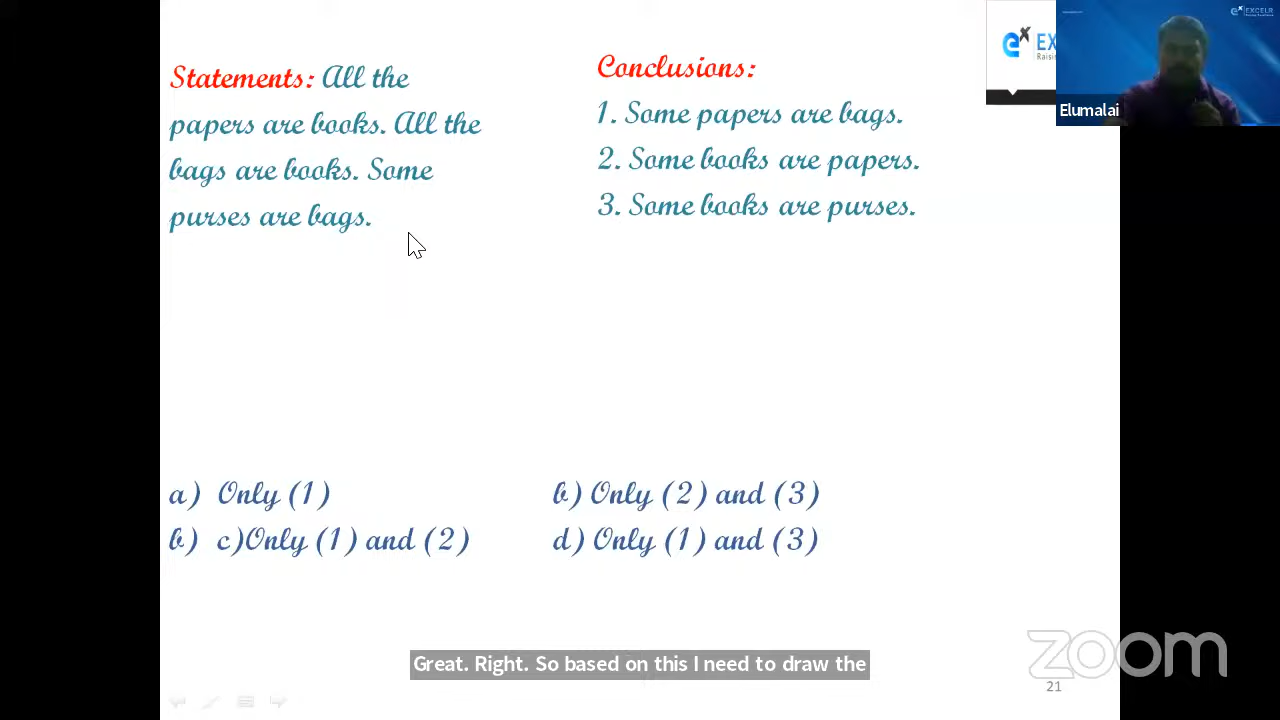 Statements: All the
papers are books. All the
bags are books. Some
purses are bags.
Conclusions:
1. Some papers are bags.
2. Some books are papers.
3. Some books are purses.
a) Only (1)
b) Only (2) and (3)
b) c)Only (1) and (2)
d) Only (1) and (3)
Elumalai
EXCELR
Great. Right. So based on this I need to draw the
zoom
21